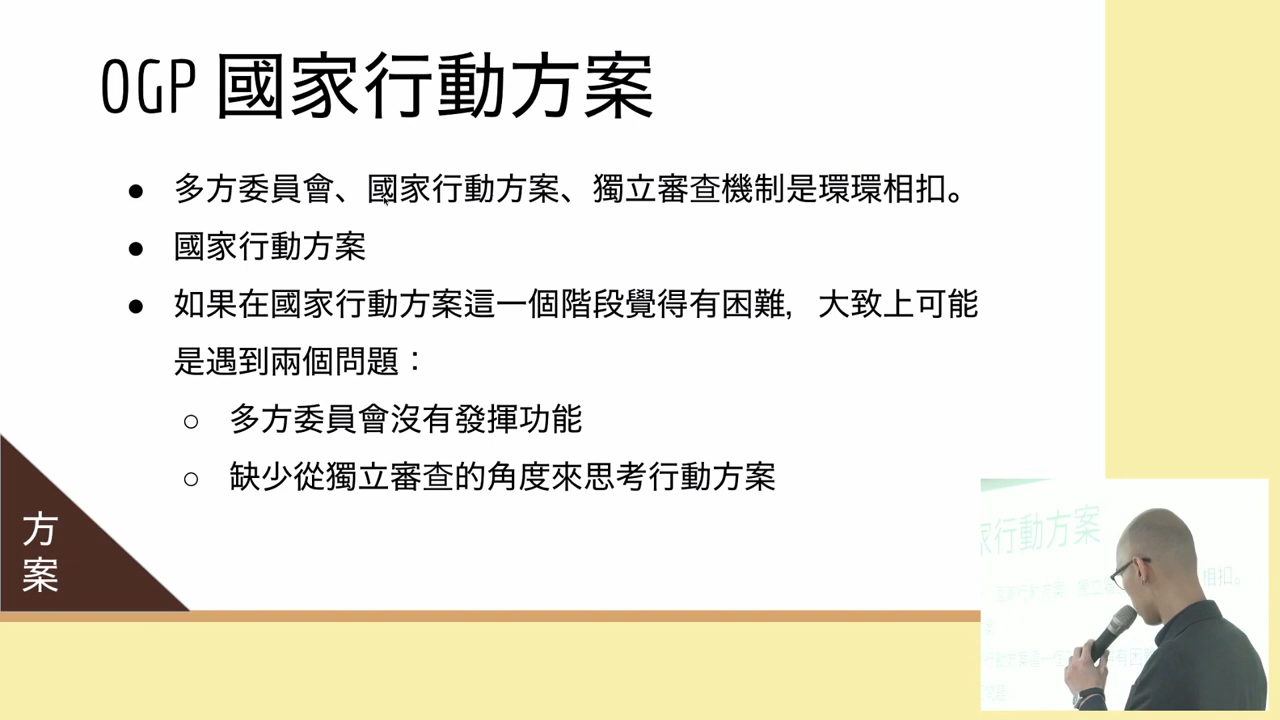 OGP 國家行動方案
● 多方委員會、國家行動方案、獨立審查機制是環環相扣。
● 國家行動方案
● 如果在國家行動方案這一個階段覺得有困難，大致上可能
是遇到兩個問題：
○ 多方委員會沒有發揮功能
○ 缺少從獨立審查的角度來思考行動方案
方
案
家行動方案
相扣。